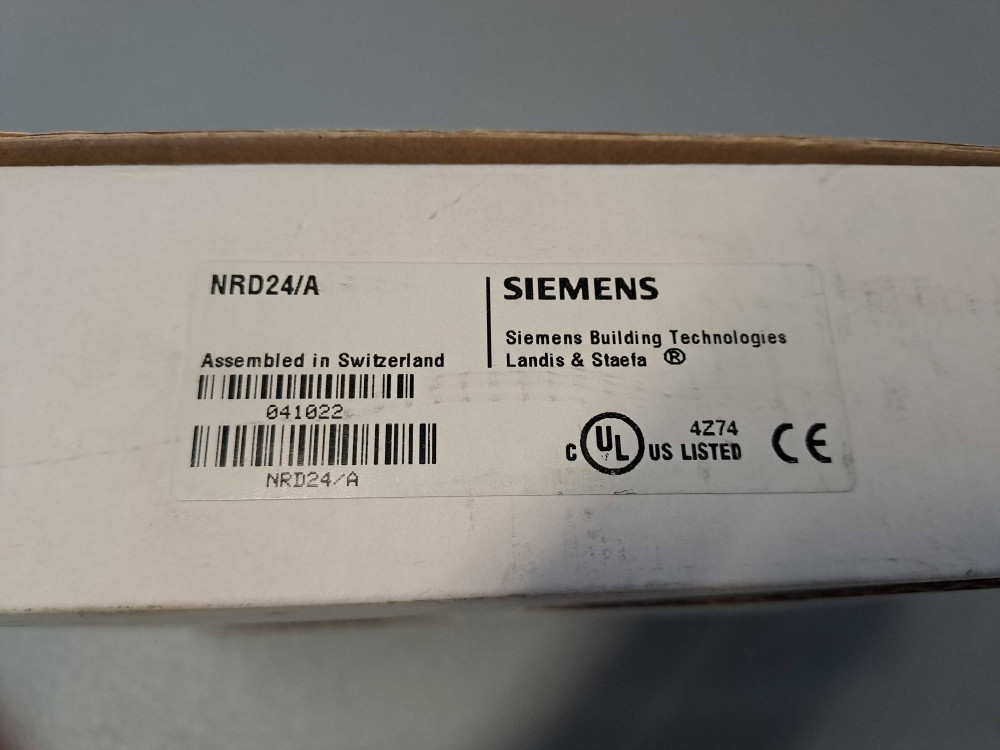 NRD24/A
Assembled in Switzerland
041022
NRD24/A
SIEMENS
Siemens Building Technologies
Landis & Staefa ®
C UL US LISTED
4Z74
CE